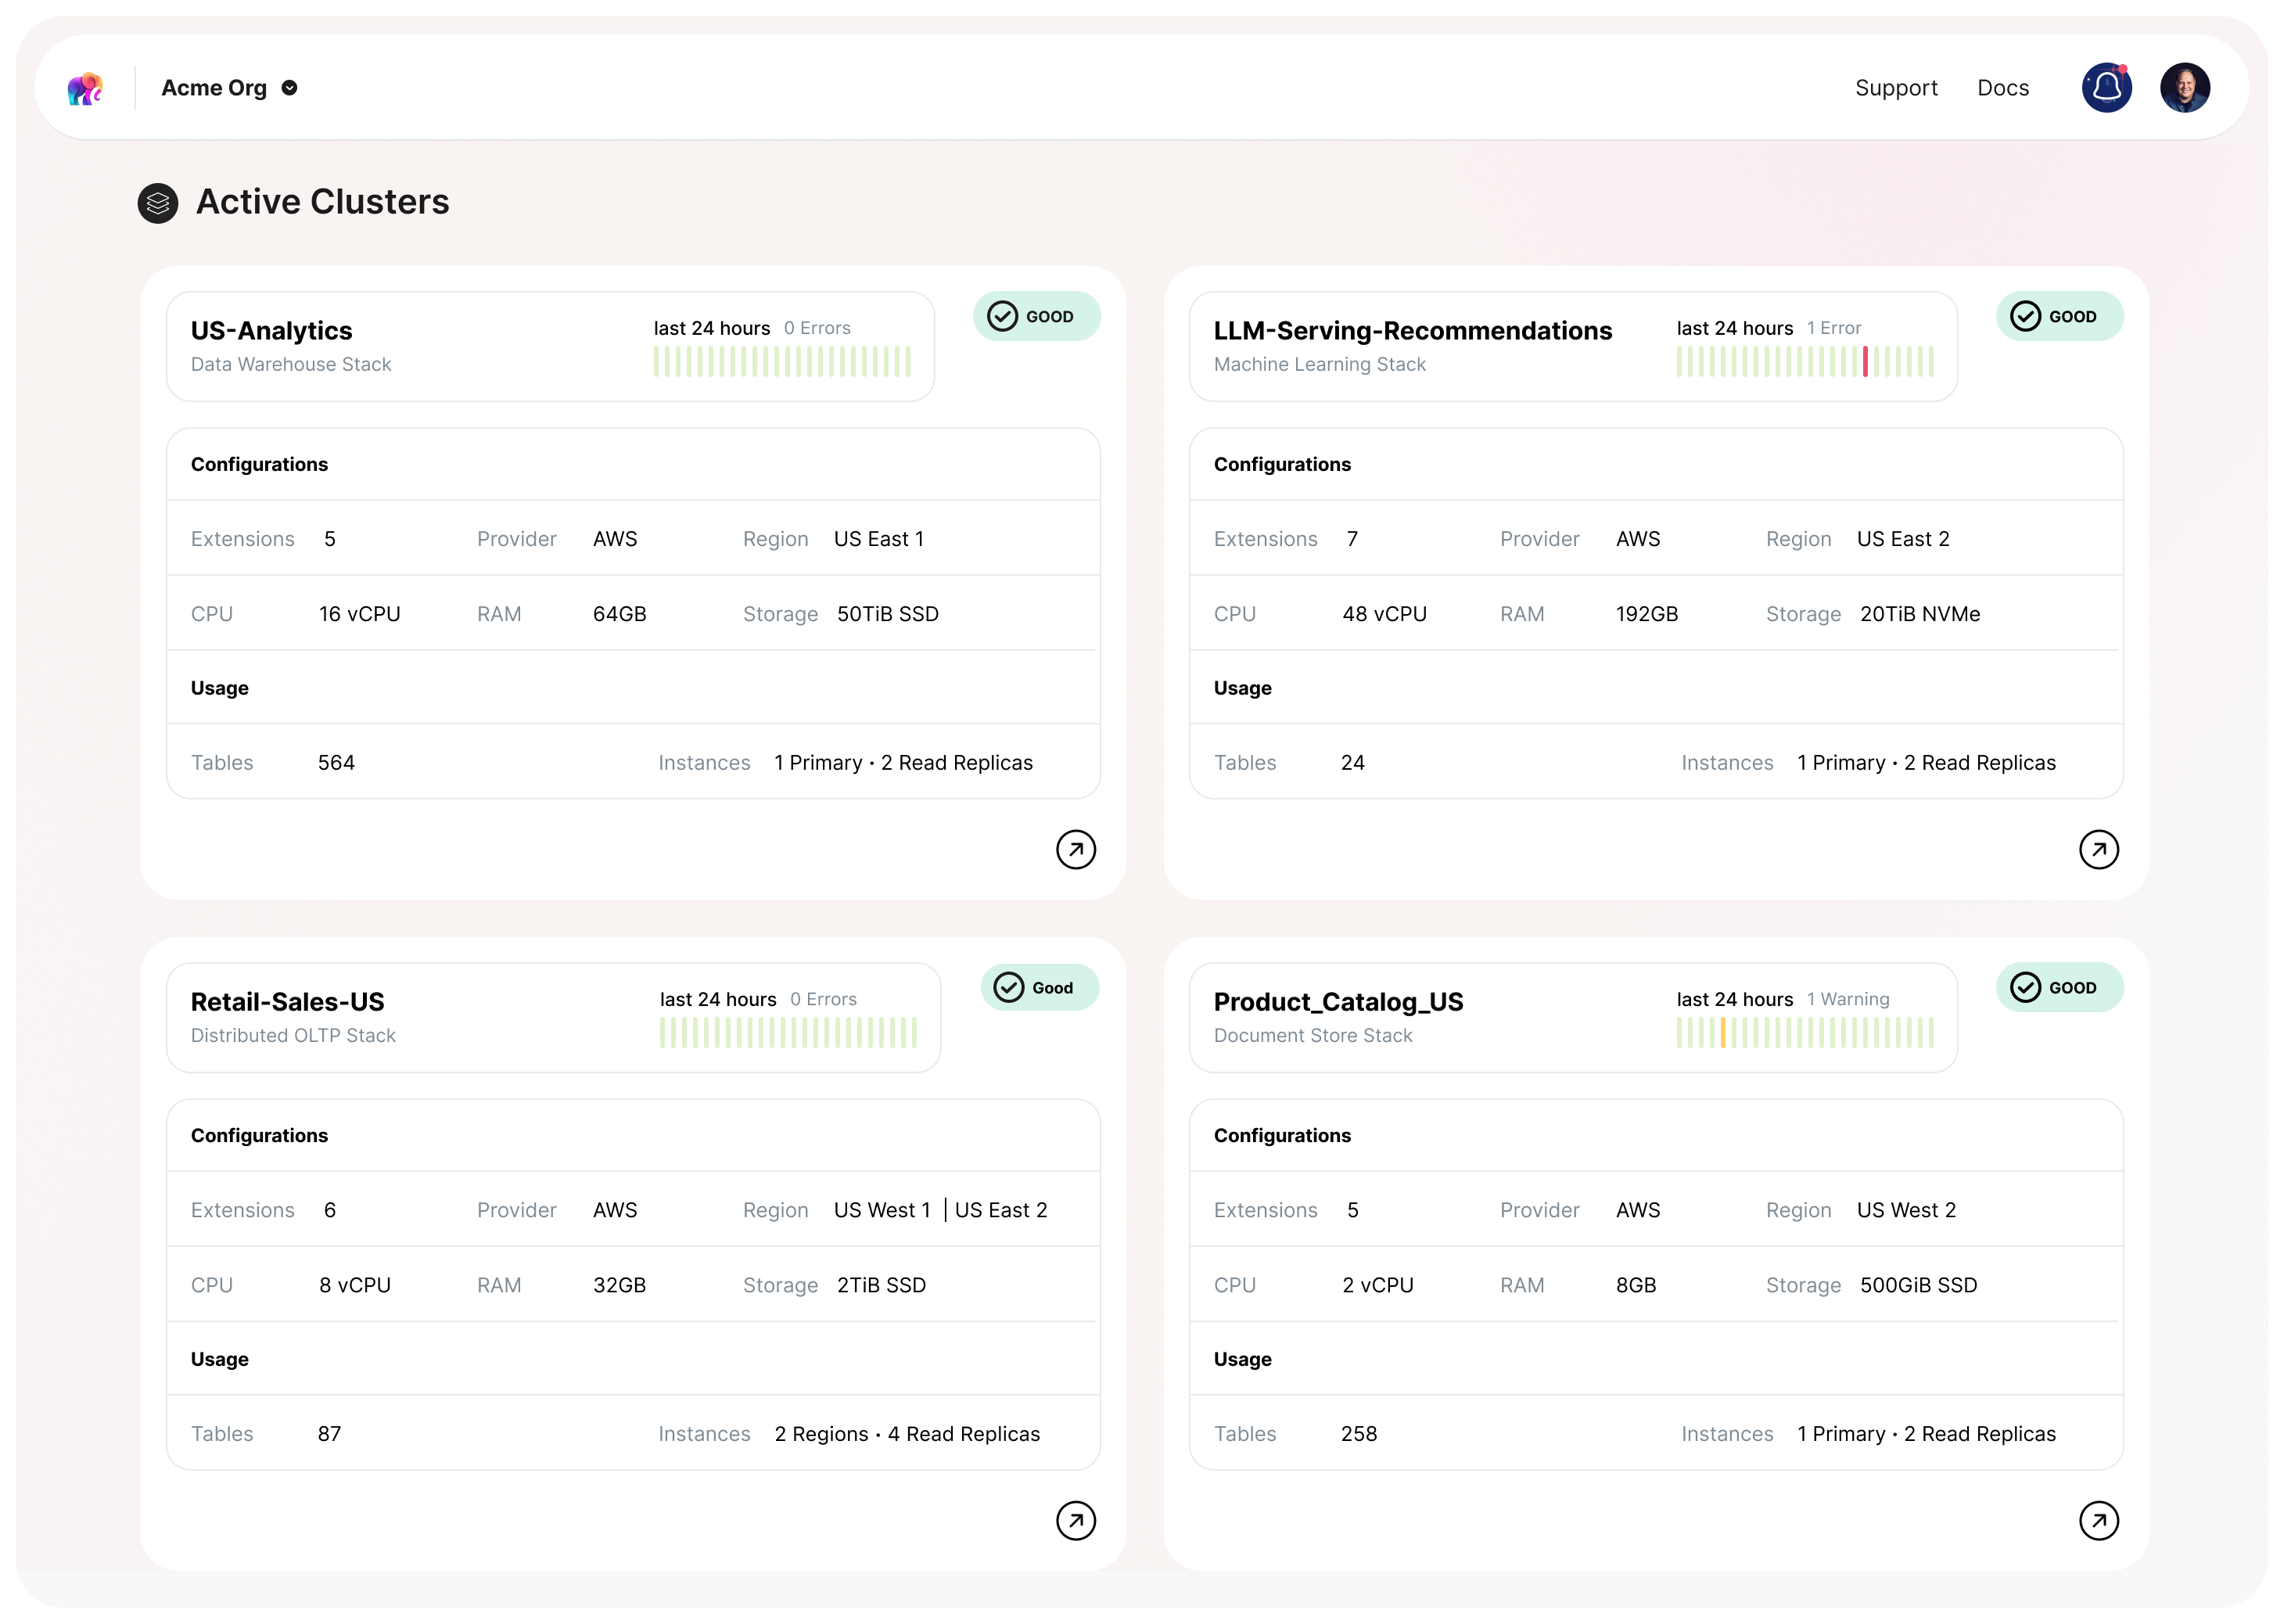 Acme Org
Support Docs
Active Clusters
US-Analytics
Data Warehouse Stack
last 24 hours 0 Errors
GOOD
Configurations
Extensions 5 Provider AWS Region US East 1
CPU 16 vCPU RAM 64GB Storage 50TiB SSD
Usage
Tables 564 Instances 1 Primary • 2 Read Replicas
LLM-Serving-Recommendations
Machine Learning Stack
last 24 hours 1 Error
GOOD
Configurations
Extensions 7 Provider AWS Region US East 2
CPU 48 vCPU RAM 192GB Storage 20TiB NVMe
Usage
Tables 24 Instances 1 Primary • 2 Read Replicas
Retail-Sales-US
Distributed OLTP Stack
last 24 hours 0 Errors
Good
Configurations
Extensions 6 Provider AWS Region US West 1 | US East 2
CPU 8 vCPU RAM 32GB Storage 2TiB SSD
Usage
Tables 87 Instances 2 Regions • 4 Read Replicas
Product_Catalog_US
Document Store Stack
last 24 hours 1 Warning
GOOD
Configurations
Extensions 5 Provider AWS Region US West 2
CPU 2 vCPU RAM 8GB Storage 500GiB SSD
Usage
Tables 258 Instances 1 Primary • 2 Read Replicas